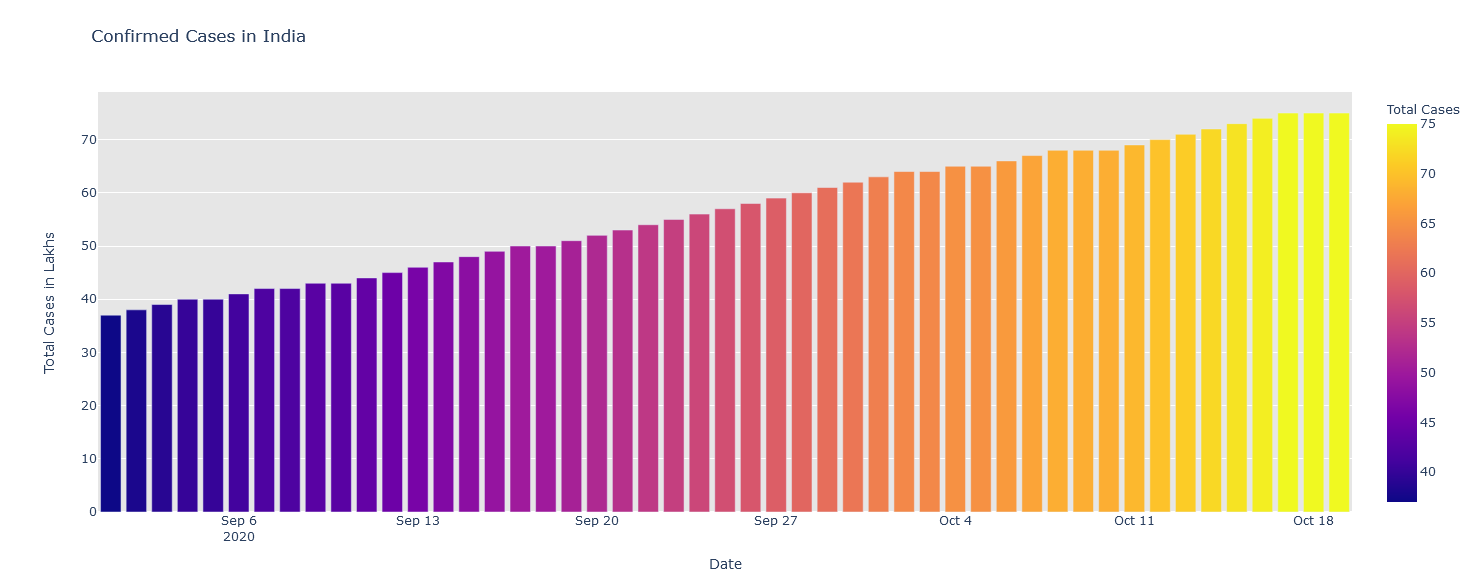 Confirmed Cases in India
Total Cases in Lakhs
70
60
50
40
30
20
10
0
Sep 6
2020
Sep 13
Sep 20
Sep 27
Oct 4
Oct 11
Oct 18
Date
Total Cases
75
70
65
60
55
50
45
40